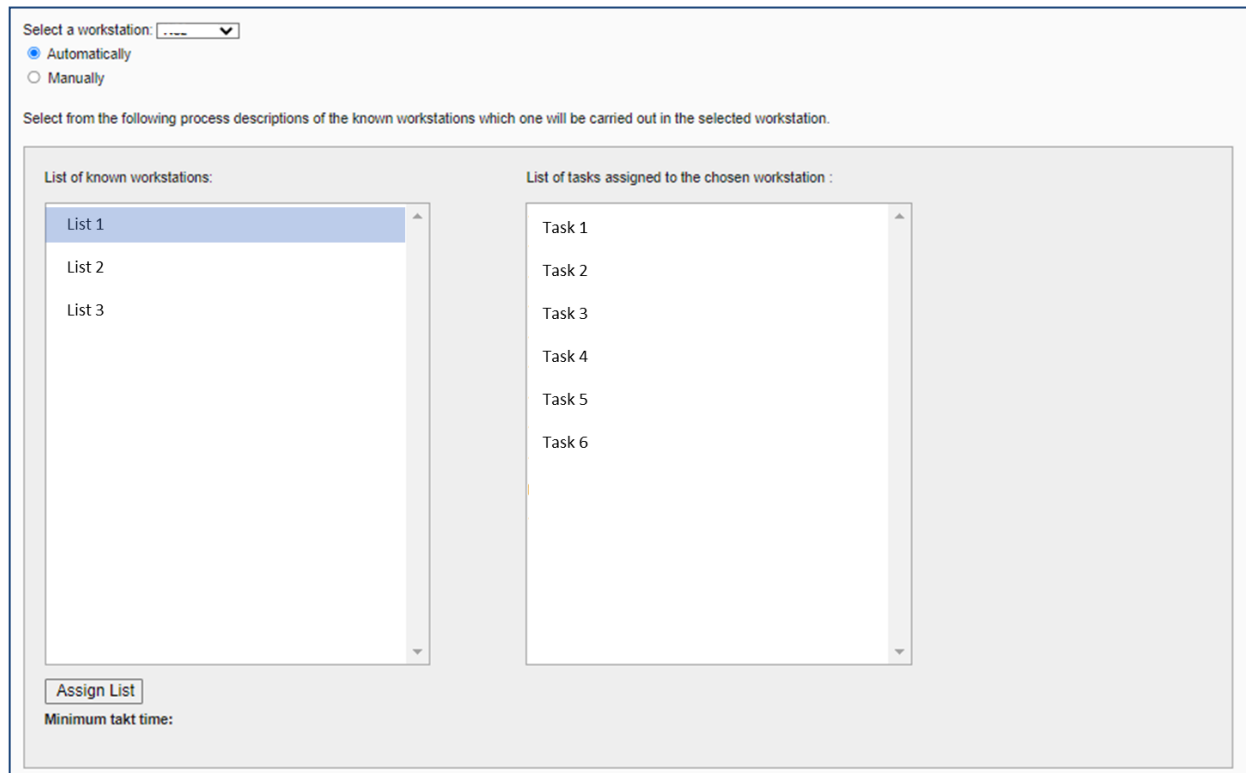 Select a workstation:
Automatically
Manually
Select from the following process descriptions of the known workstations which one will be carried out in the selected workstation.
List of known workstations:
List 1
List 2
List 3
List of tasks assigned to the chosen workstation :
Task 1
Task 2
Task 3
Task 4
Task 5
Task 6
Assign List
Minimum takt time: